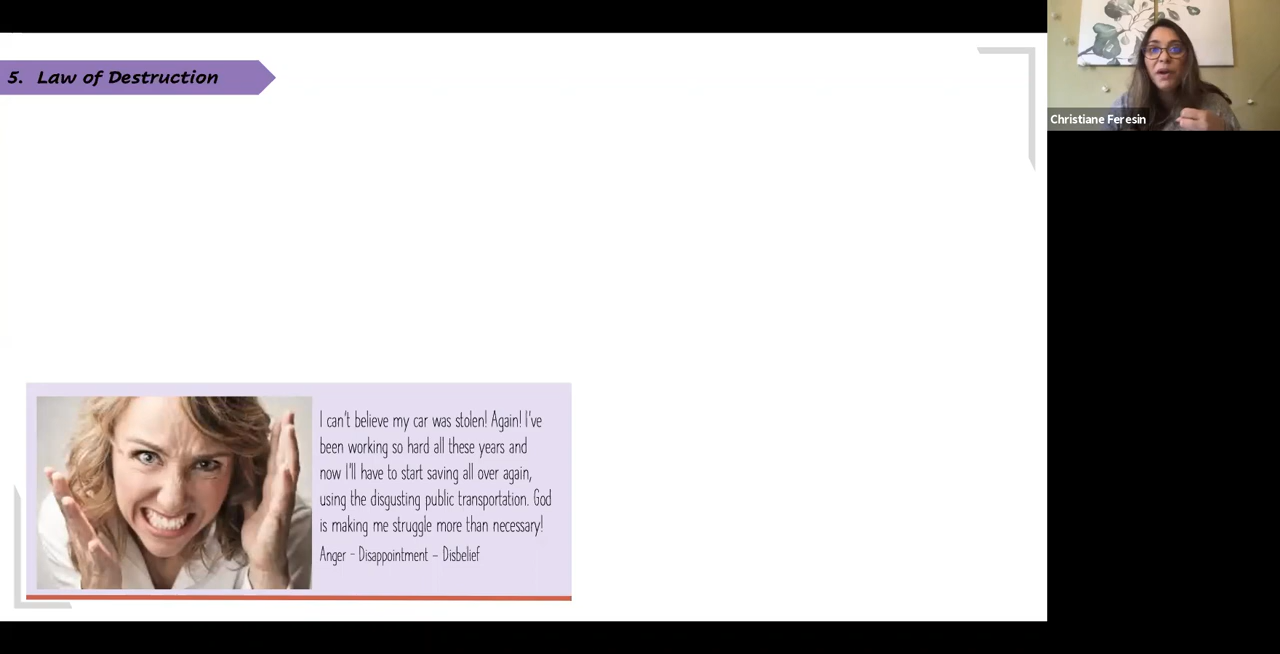 5. Law of Destruction
Christiane Feresin
I can't believe my car was stolen! Again! I've
been working so hard all these years and
now I'll have to start saving all over again,
using the disgusting public transportation. God
is making me struggle more than necessary!
Anger - Disappointment – Disbelief